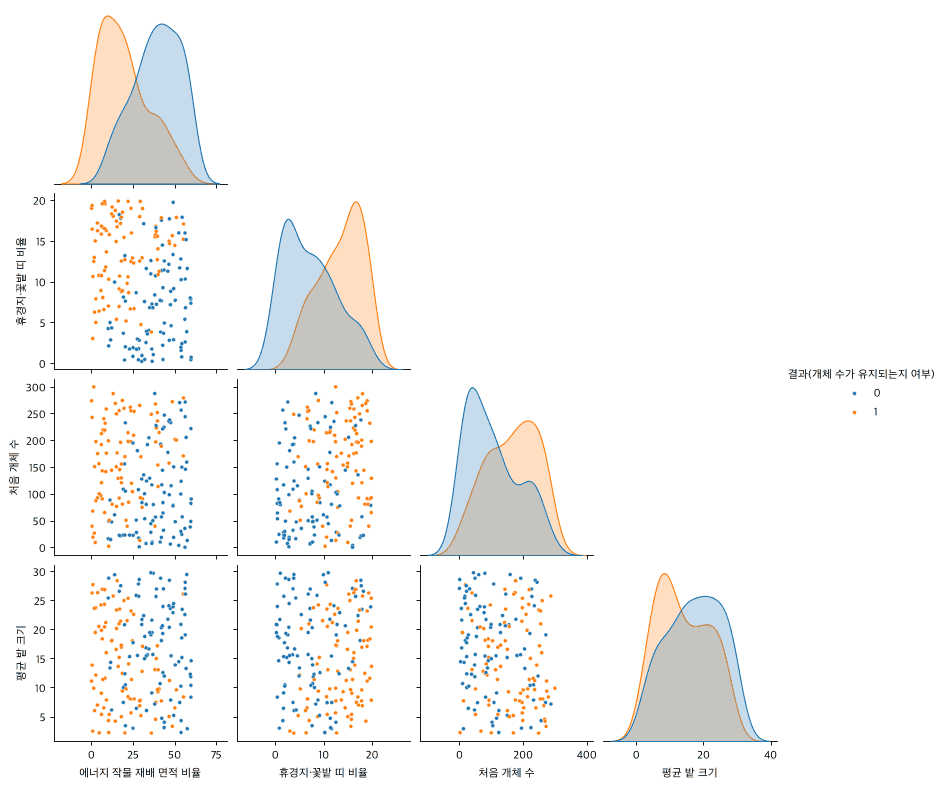 20
15
10
5
0
휴경지·꽃밭 띠 비율
300
250
200
150
100
50
0
처음 개체 수
결과(개체 수가 유지되는지 여부)
0
1
30
25
20
15
10
5
평균 밭 크기
0 25 50 75
에너지 작물 재배 면적 비율
0 10 20
휴경지·꽃밭 띠 비율
0 200 400
처음 개체 수
0 20 40
평균 밭 크기